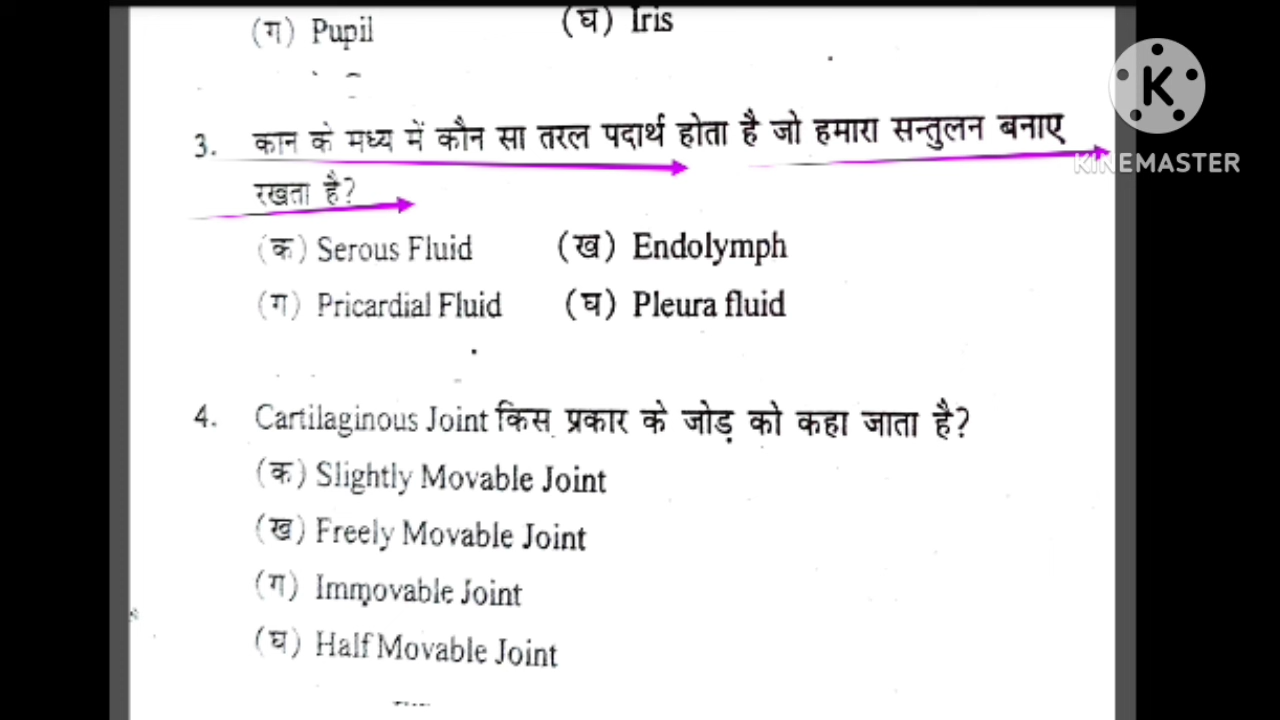 (ग) Pupil (घ) Iris
3. कान के मध्य में कौन सा तरल पदार्थ होता है जो हमारा सन्तुलन बनाए
रखता है?
(क) Serous Fluid (ख) Endolymph
(ग) Pricardial Fluid (घ) Pleura fluid
4. Cartilaginous Joint किस प्रकार के जोड़ को कहा जाता है?
(क) Slightly Movable Joint
(ख) Freely Movable Joint
(ग) Immovable Joint
(घ) Half Movable Joint
K
KINEMASTER